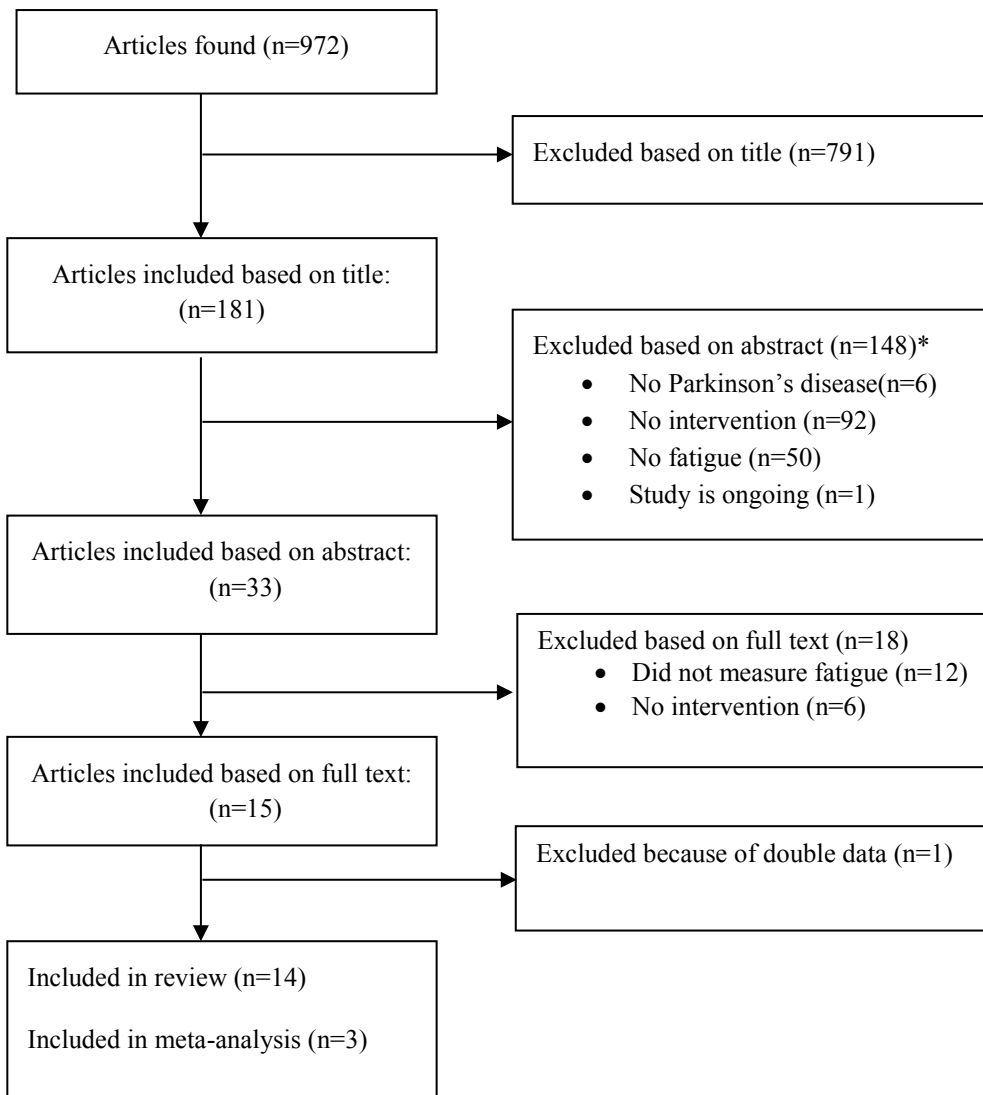 Articles found (n=972)
Excluded based on title (n=791)
Articles included based on title:
(n=181)
Excluded based on abstract (n=148)*
• No Parkinson’s disease(n=6)
• No intervention (n=92)
• No fatigue (n=50)
• Study is ongoing (n=1)
Articles included based on abstract:
(n=33)
Excluded based on full text (n=18)
• Did not measure fatigue (n=12)
• No intervention (n=6)
Articles included based on full text:
(n=15)
Excluded because of double data (n=1)
Included in review (n=14)
Included in meta-analysis (n=3)